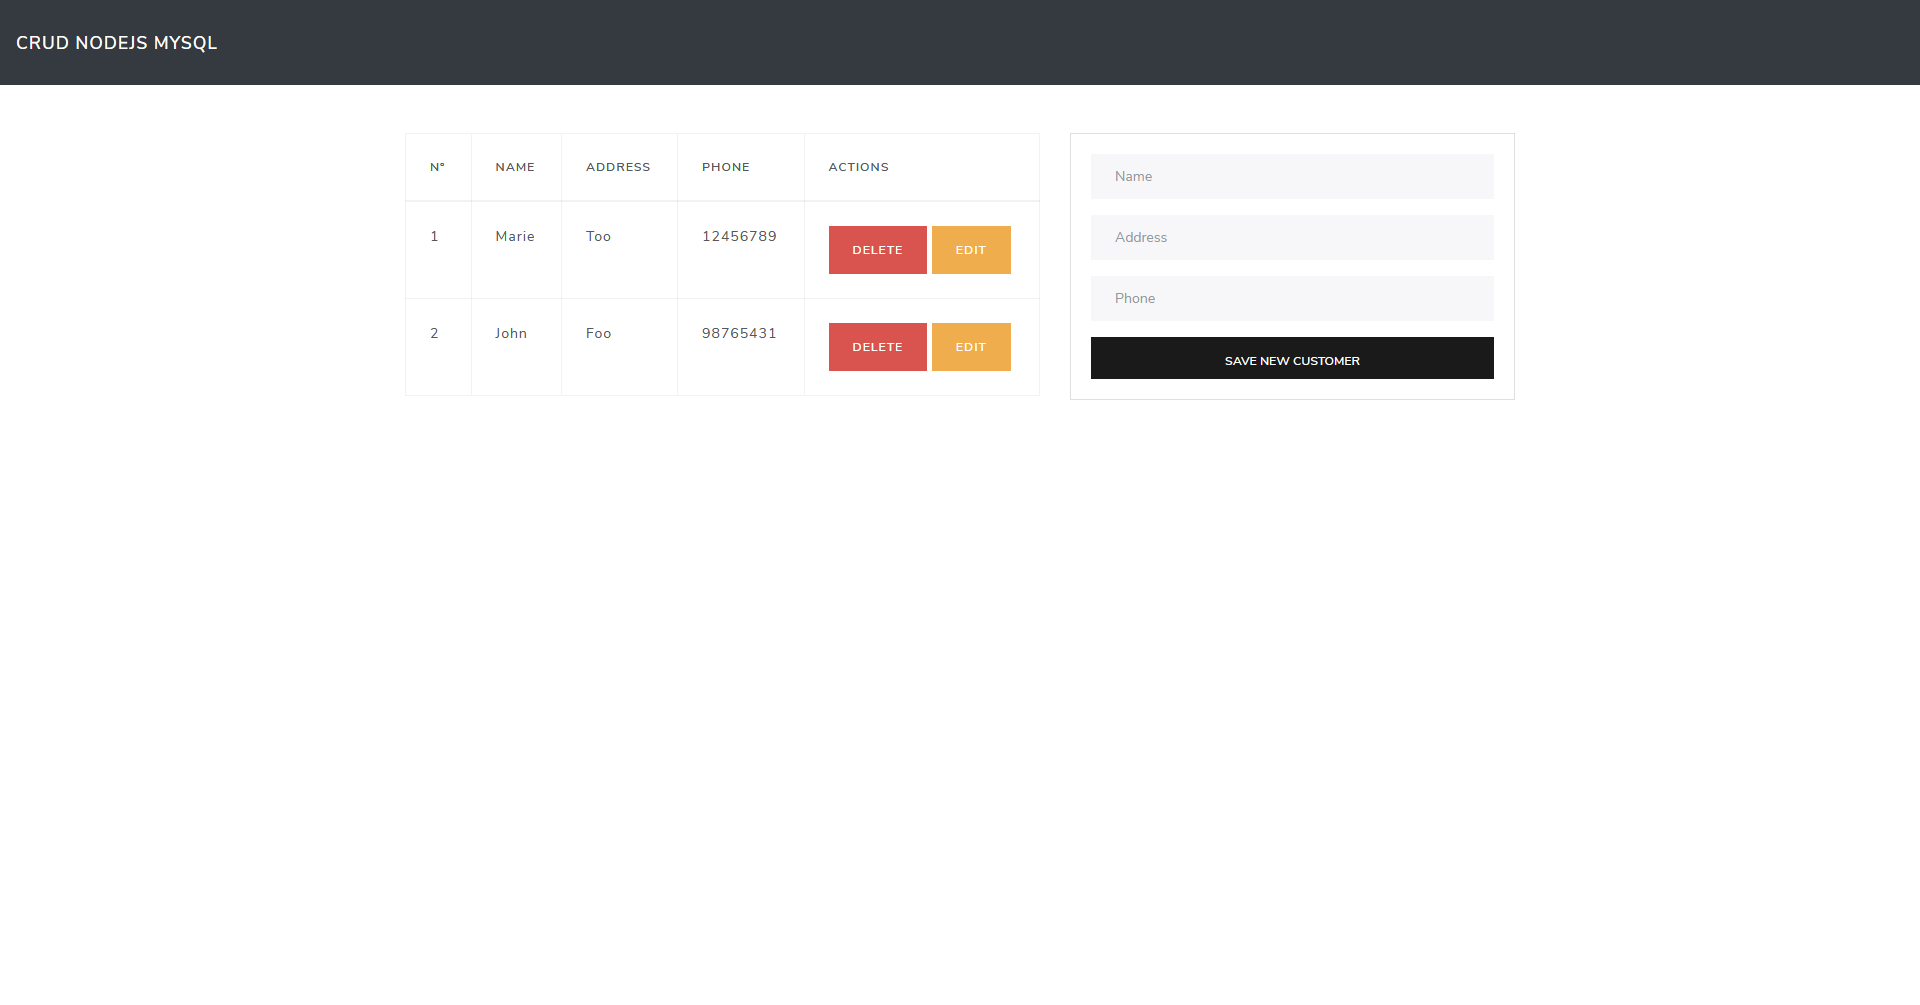 CRUD NODEJS MYSQL
N° NAME ADDRESS PHONE ACTIONS
1 Marie Too 12456789 DELETE EDIT
2 John Foo 98765431 DELETE EDIT
Name
Address
Phone
SAVE NEW CUSTOMER